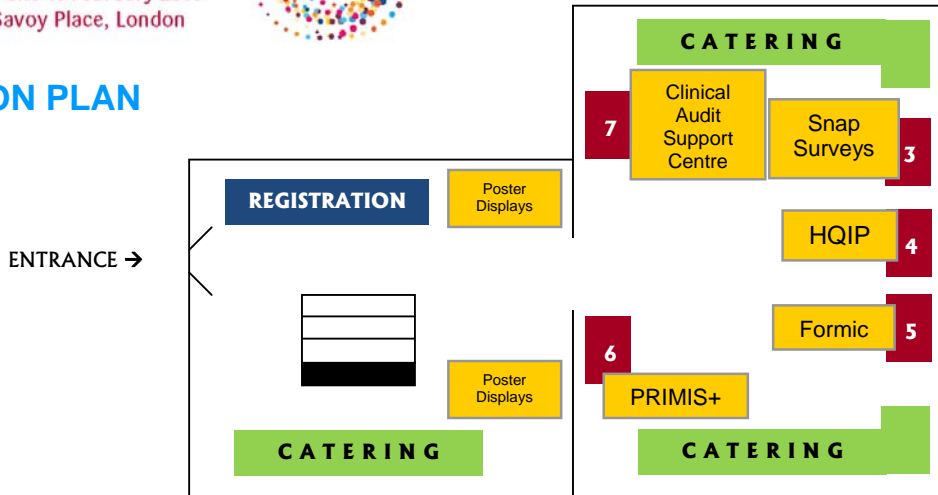 Savoy Place, London
ON PLAN
CATERING
7
Clinical
Audit
Support
Centre
Snap
Surveys
3
REGISTRATION
Poster
Displays
HQIP
4
ENTRANCE →
Formic
5
6
Poster
Displays
PRIMIS+
CATERING
CATERING